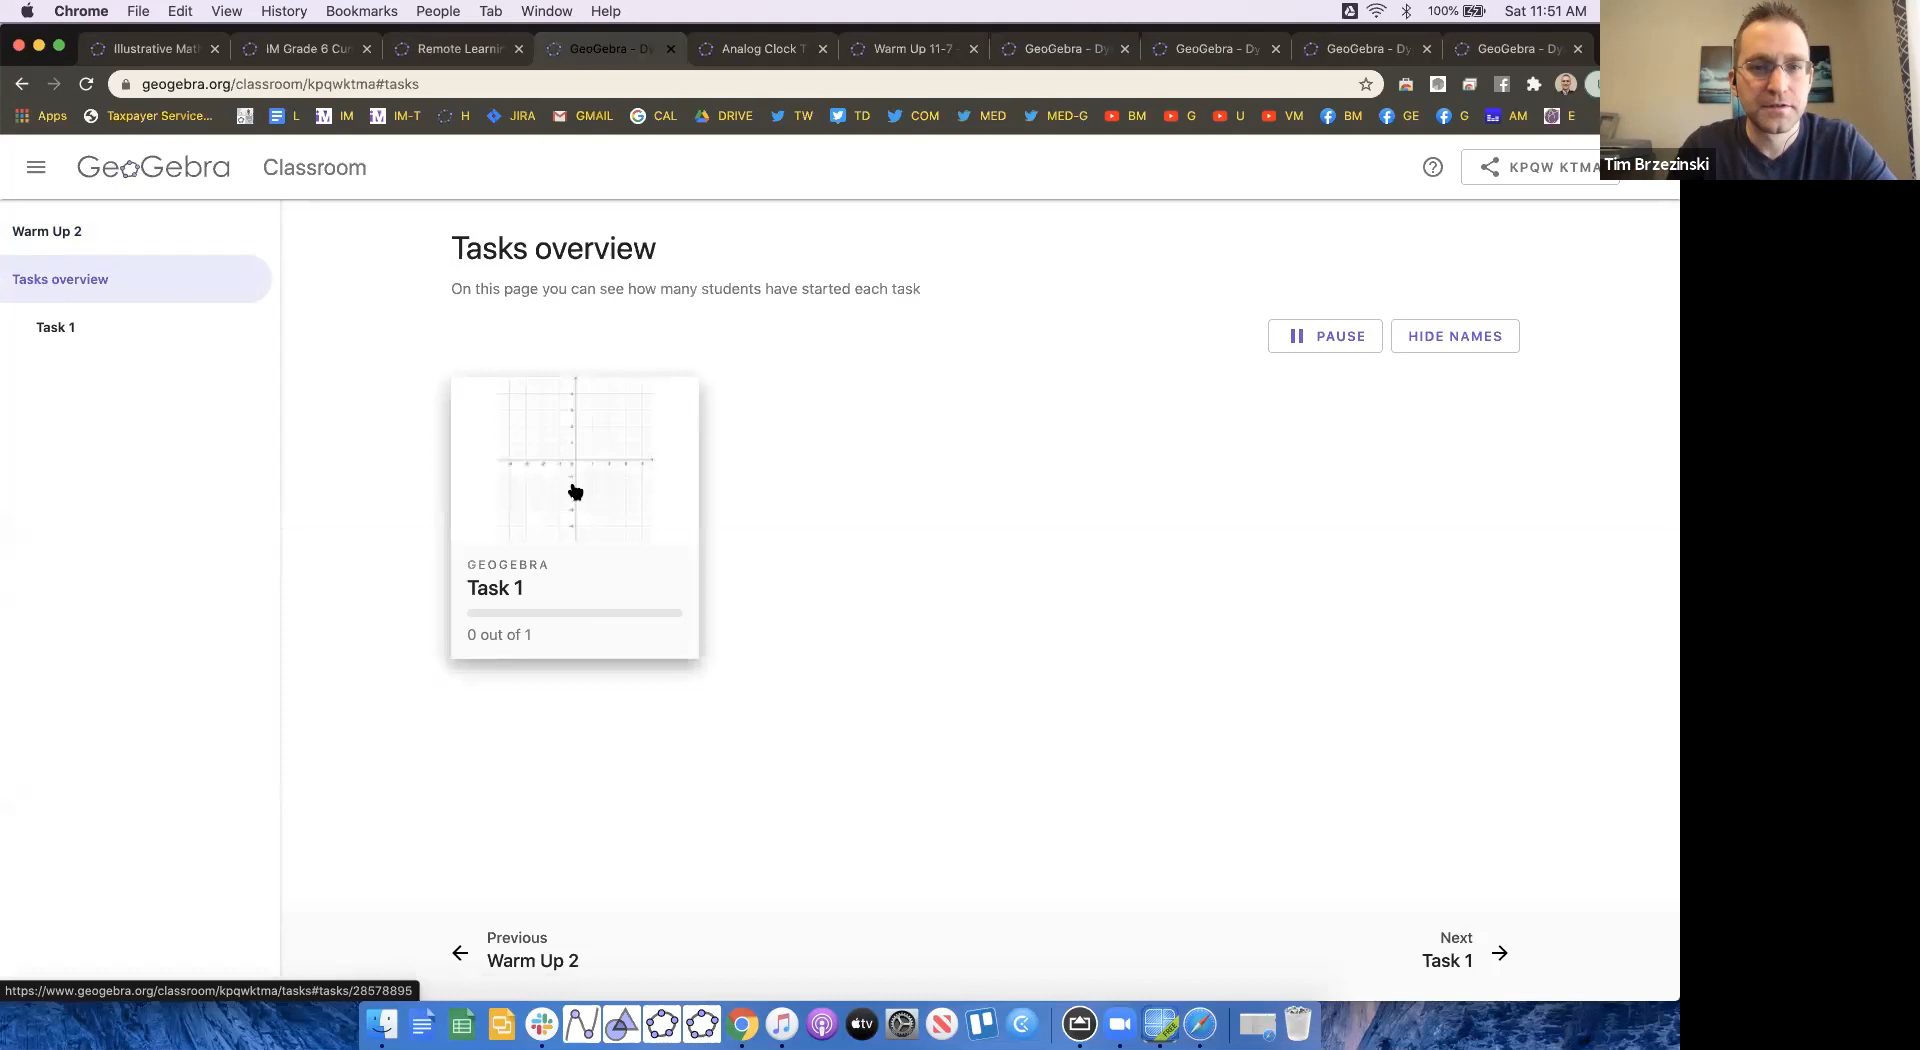 Chrome File Edit View History Bookmarks People Tab Window Help 100% Sat 11:51 AM
Illustrative Mat IM Grade 6 Cur Remote Learnin GeoGebra - Dy Analog Clock T Warm Up 11-7 - GeoGebra - Dy GeoGebra - Dy GeoGebra - Dy GeoGebra - Dy
geogebra.org/classroom/kpqwktma#tasks
Apps Taxpayer Service... L IM IM-T H JIRA GMAIL CAL DRIVE TW TD COM MED MED-G BM G U VM BM GE G AM E
GeoGebra Classroom KPQW KTMA
Tim Brzezinski
Warm Up 2
Tasks overview
Task 1
Tasks overview
On this page you can see how many students have started each task
PAUSE HIDE NAMES
GEOGEBRA
Task 1
0 out of 1
Previous
Warm Up 2
Next
Task 1
https://www.geogebra.org/classroom/kpqwktma/tasks#tasks/28578895
tv
FREE